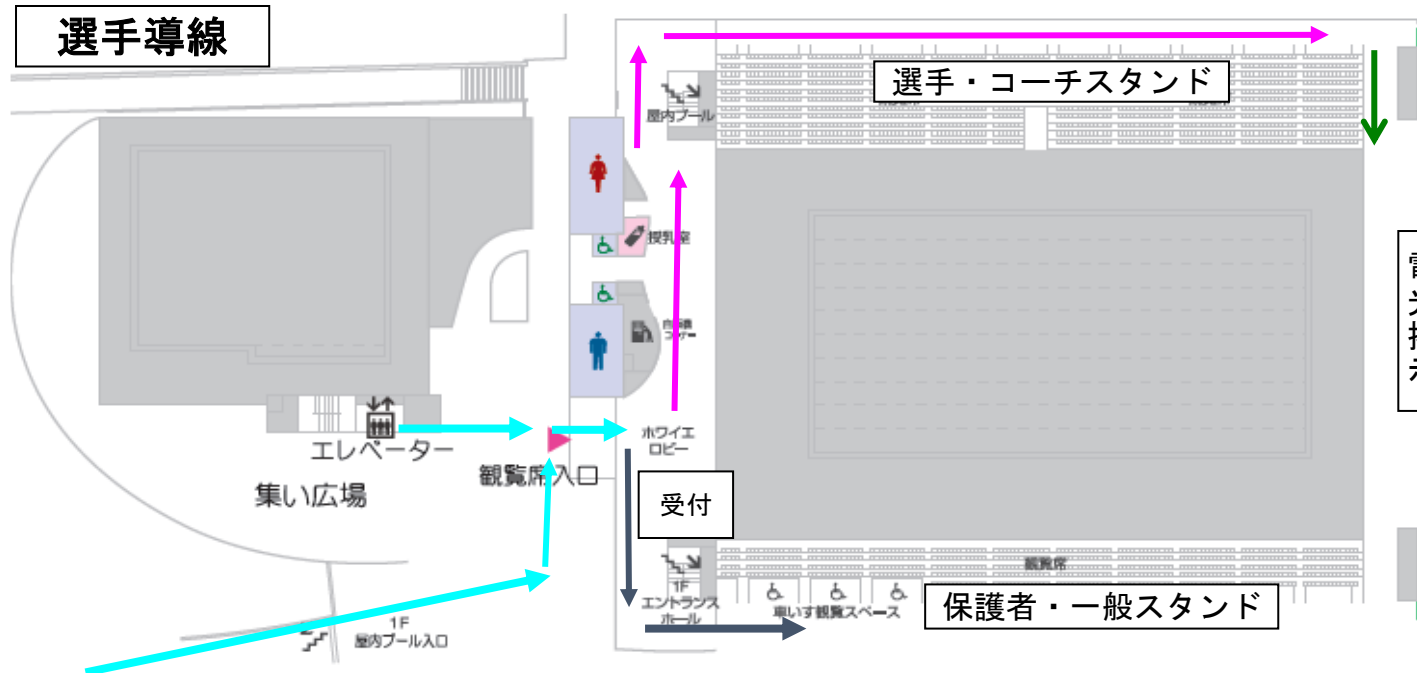 選手導線
選手・コーチスタンド
屋内プール
授乳室
エレベーター
ホワイエ
ロビー
観覧席入口
集い広場
受付
観覧席
1F
エントランス
ホール
車いす観覧スペース
保護者・一般スタンド
1F
屋内プール入口